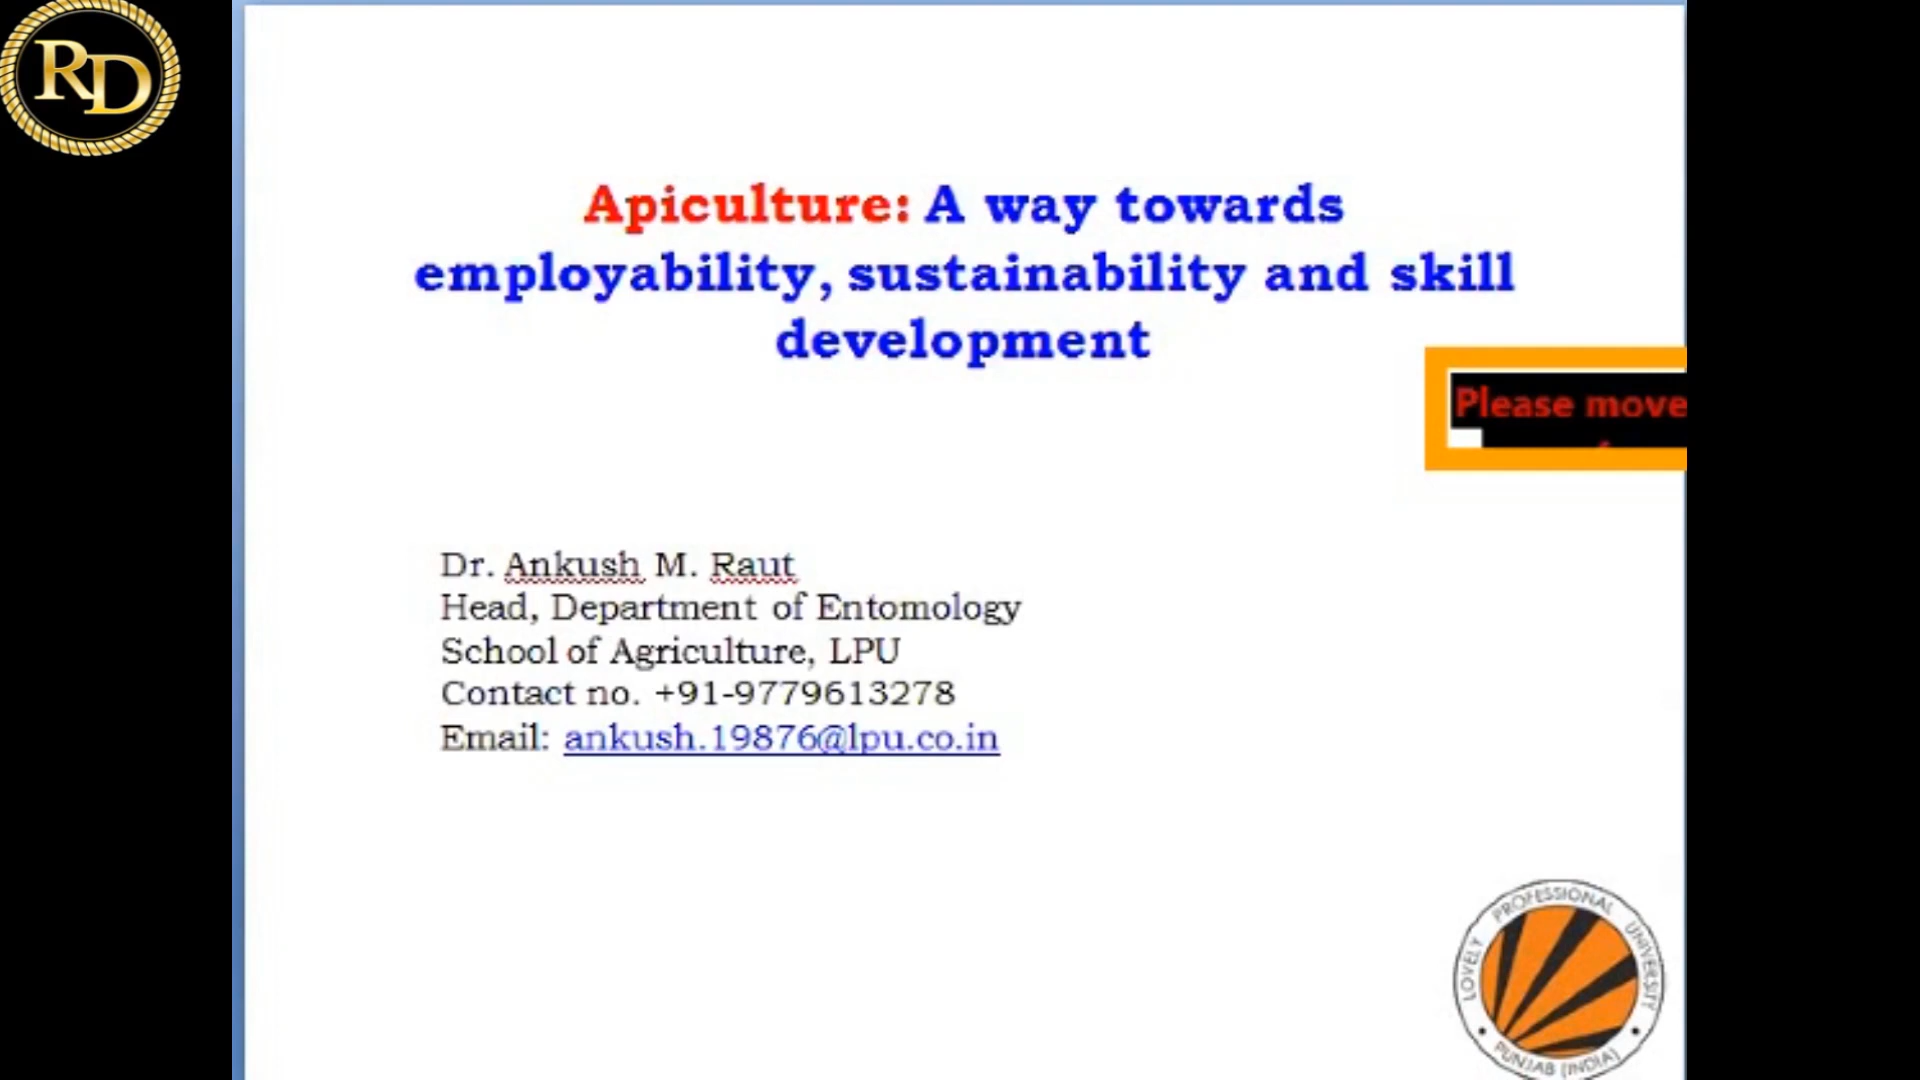 RD
Apiculture: A way towards
employability, sustainability and skill
development
Please move
Dr. Ankush M. Raut
Head, Department of Entomology
School of Agriculture, LPU
Contact no. +91-9779613278
Email: ankush.19876@lpu.co.in
LOVELY PROFESSIONAL UNIVERSITY
PUNJAB (INDIA)